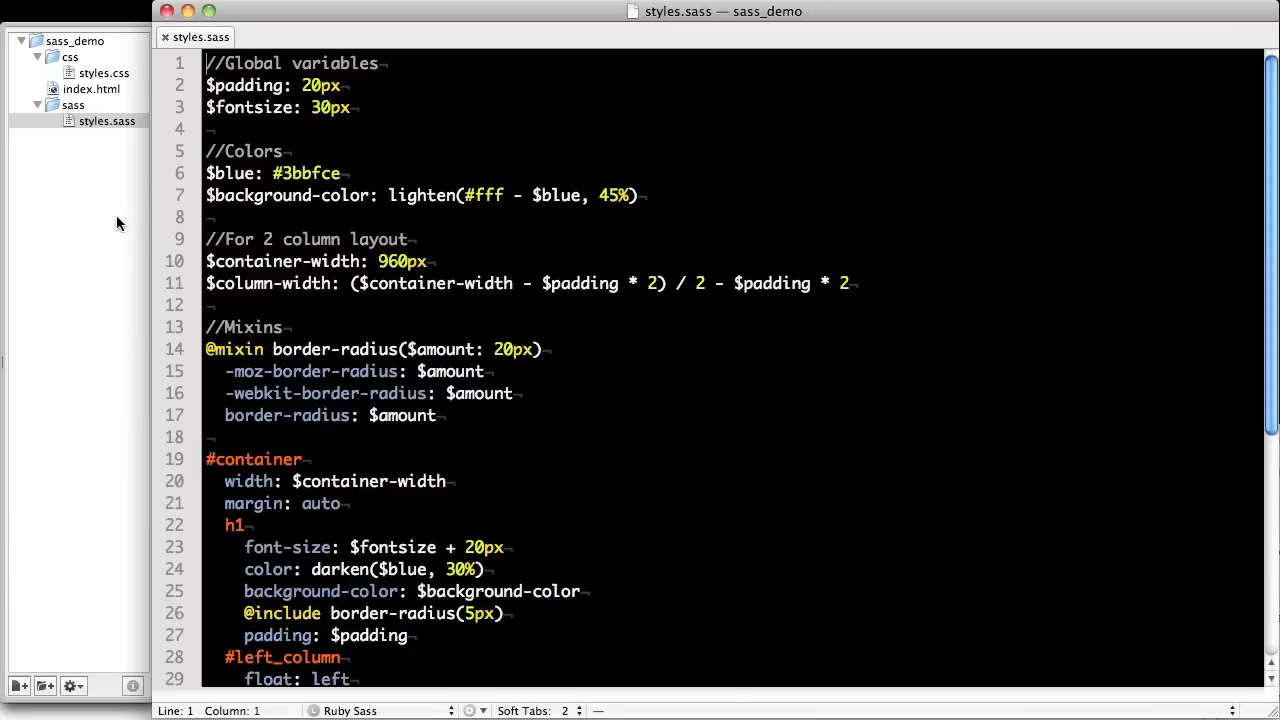 styles.sass — sass_demo
sass_demo
css
styles.css
index.html
sass
styles.sass
× styles.sass
1 //Global variables¬
2 $padding: 20px¬
3 $fontsize: 30px¬
4 ¬
5 //Colors¬
6 $blue: #3bbfce¬
7 $background-color: lighten(#fff - $blue, 45%)¬
8 ¬
9 //For 2 column layout¬
10 $container-width: 960px¬
11 $column-width: ($container-width - $padding * 2) / 2 - $padding * 2¬
12 ¬
13 //Mixins¬
14 @mixin border-radius($amount: 20px)¬
15 -moz-border-radius: $amount¬
16 -webkit-border-radius: $amount¬
17 border-radius: $amount¬
18 ¬
19 #container¬
20 width: $container-width¬
21 margin: auto¬
22 h1¬
23 font-size: $fontsize + 20px¬
24 color: darken($blue, 30%)¬
25 background-color: $background-color¬
26 @include border-radius(5px)¬
27 padding: $padding¬
28 #left_column¬
29 float: left¬
Line: 1 Column: 1 L Ruby Sass Soft Tabs: 2 —